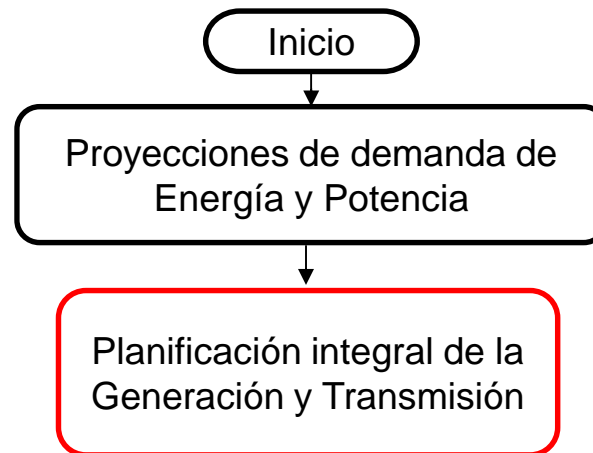 Inicio
Proyecciones de demanda de
Energía y Potencia
Planificación integral de la
Generación y Transmisión